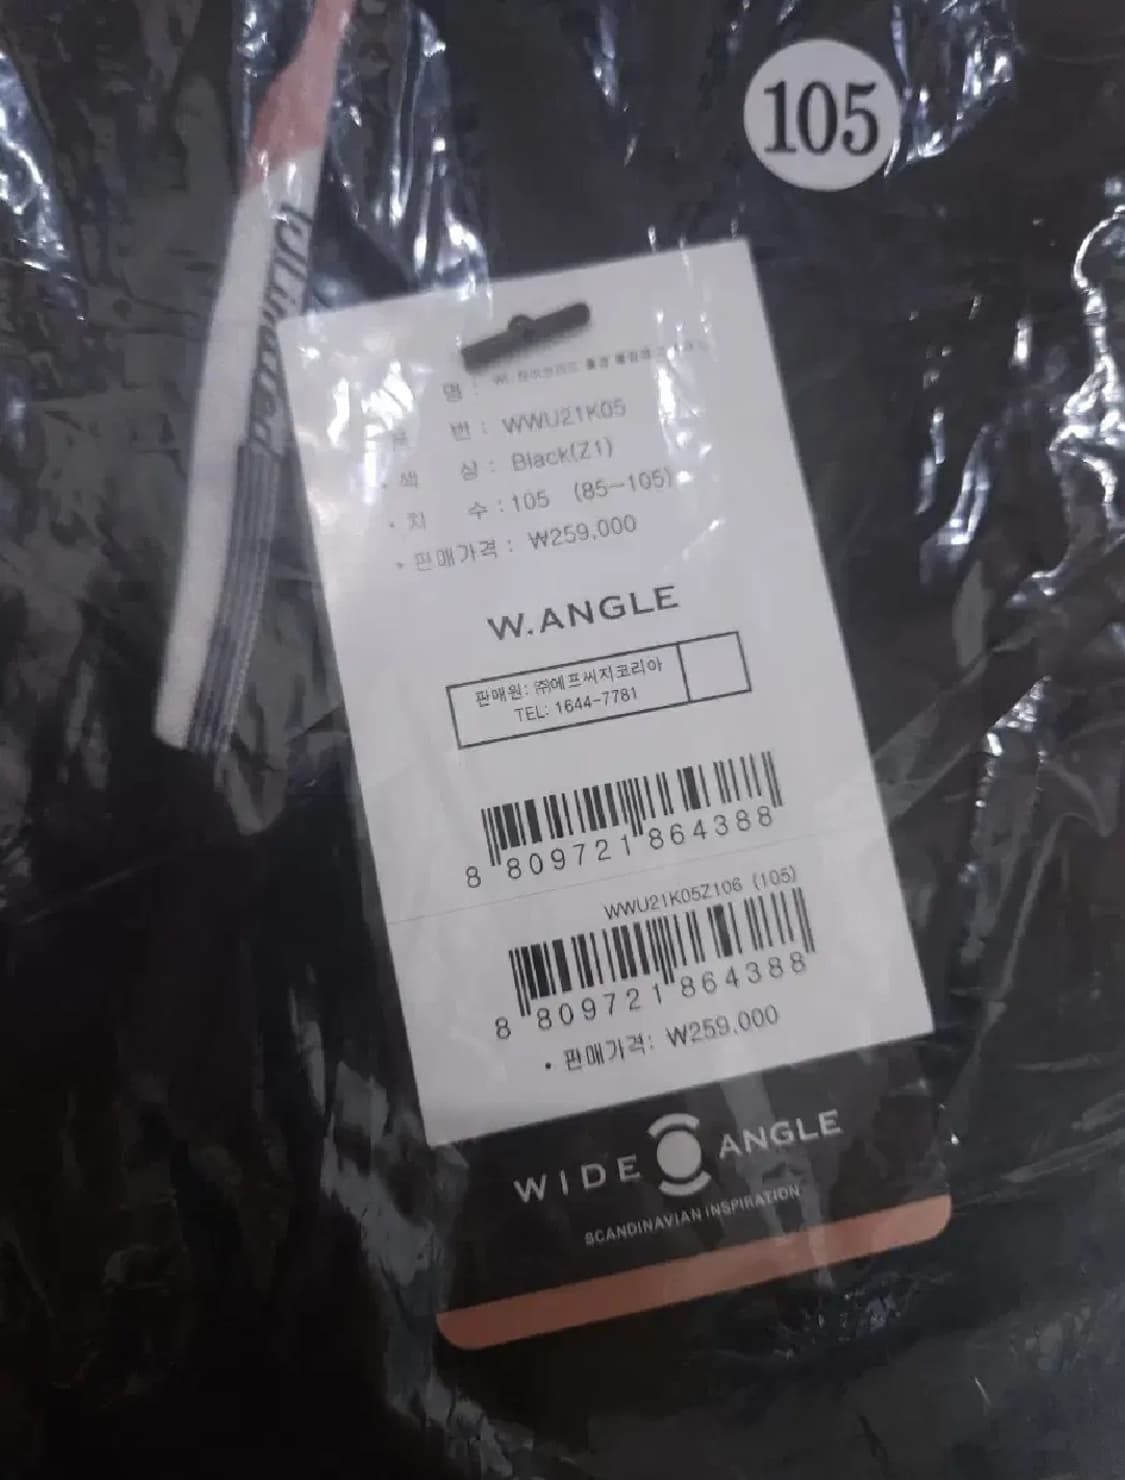 105
ULtimated
명 : W.
품 번 : WWU21K05
• 색 상 : Black(Z1)
• 치 수 : 105 (85~105)
• 판매가격 : ₩259,000
W.ANGLE
판매원: ㈜에프씨지코리아
TEL: 1644-7781
8 809721 864388
WWU21K05Z106 (105)
8 809721 864388
• 판매가격: ₩259,000
WIDE ANGLE
SCANDINAVIAN INSPIRATION